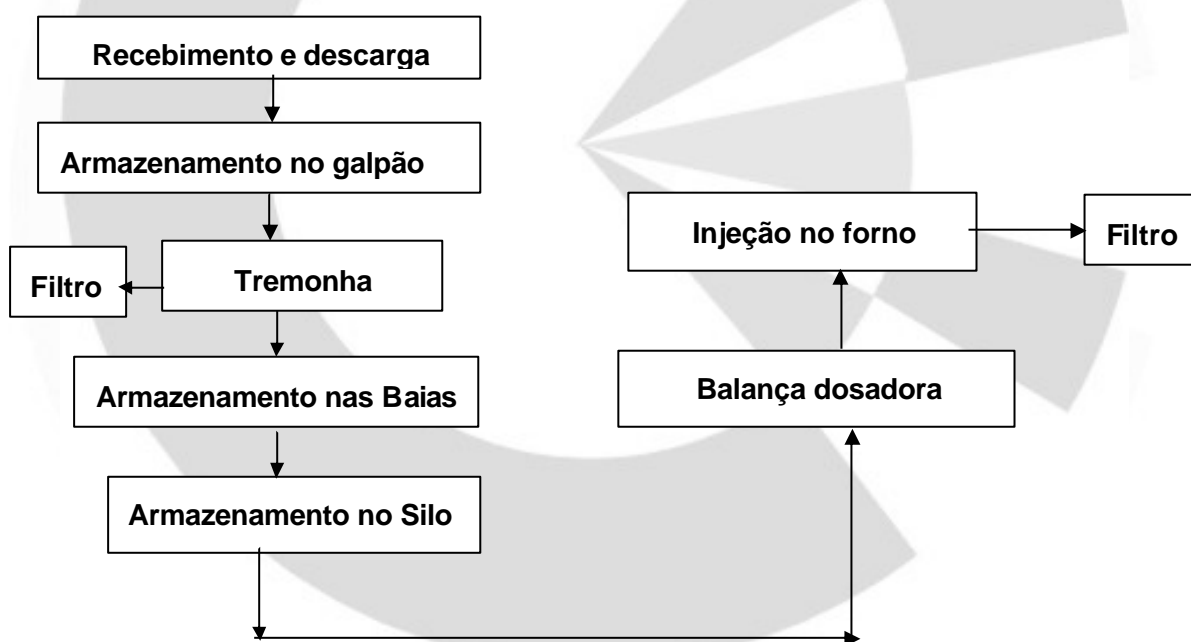 Recebimento e descarga
Armazenamento no galpão
Tremonha
Filtro
Armazenamento nas Baias
Armazenamento no Silo
Balança dosadora
Injeção no forno
Filtro